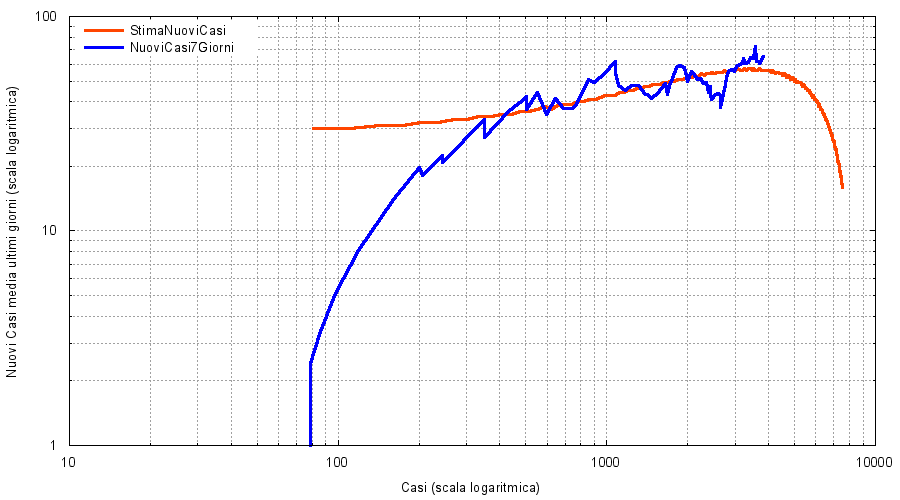 100
StimaNuoviCasi
NuoviCasi7Giorni
Nuovi Casi media ultimi giorni (scala logaritmica)
10
1
10
100
1000
10000
Casi (scala logaritmica)